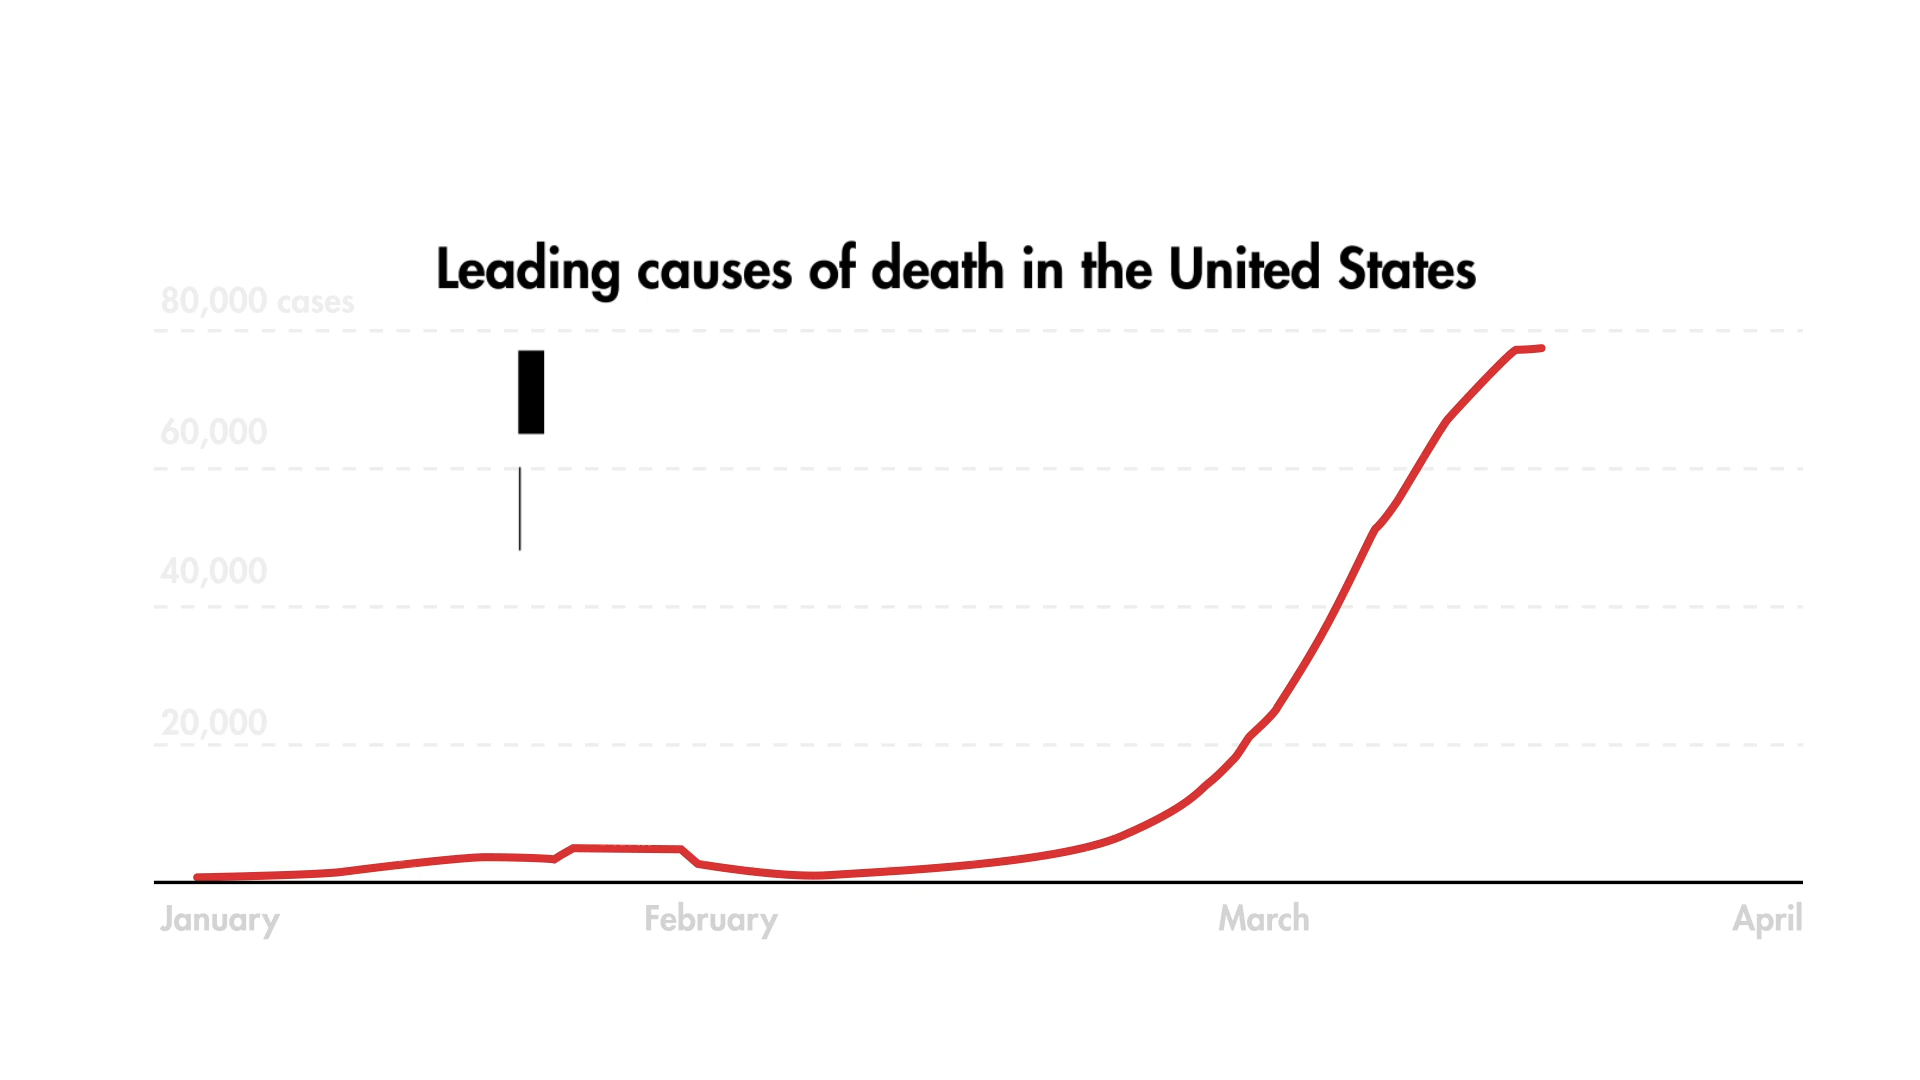 Leading causes of death in the United States
80,000 cases
60,000
40,000
20,000
January February March April